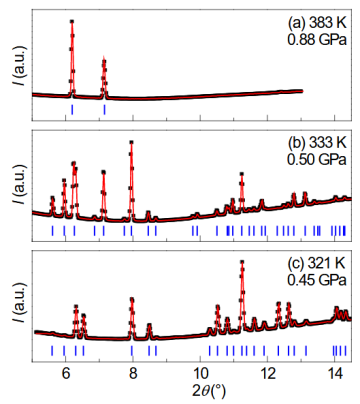 (a) 383 K
0.88 GPa
I (a.u.)
(b) 333 K
0.50 GPa
I (a.u.)
(c) 321 K
0.45 GPa
I (a.u.)
6 8 10 12 14
2θ(°)